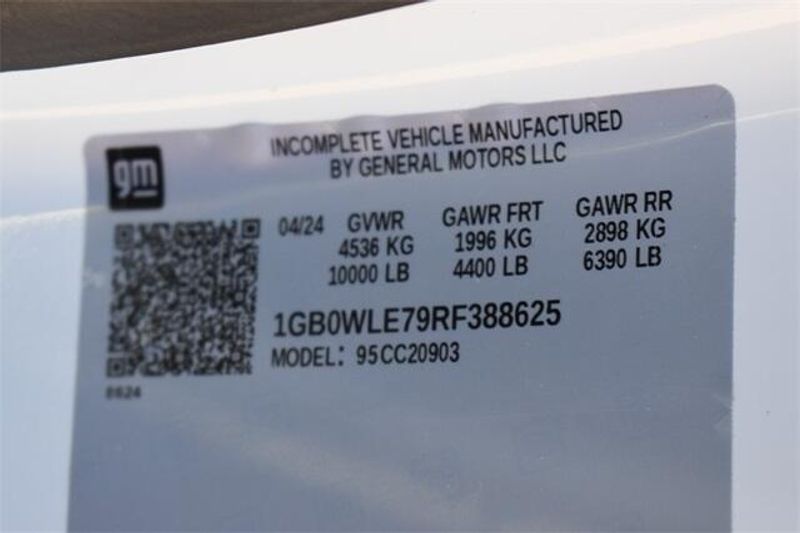 INCOMPLETE VEHICLE MANUFACTURED
BY GENERAL MOTORS LLC
gm
04/24 GVWR GAWR FRT GAWR RR
4536 KG 1996 KG 2898 KG
10000 LB 4400 LB 6390 LB
1GB0WLE79RF388625
MODEL: 95CC20903
8624